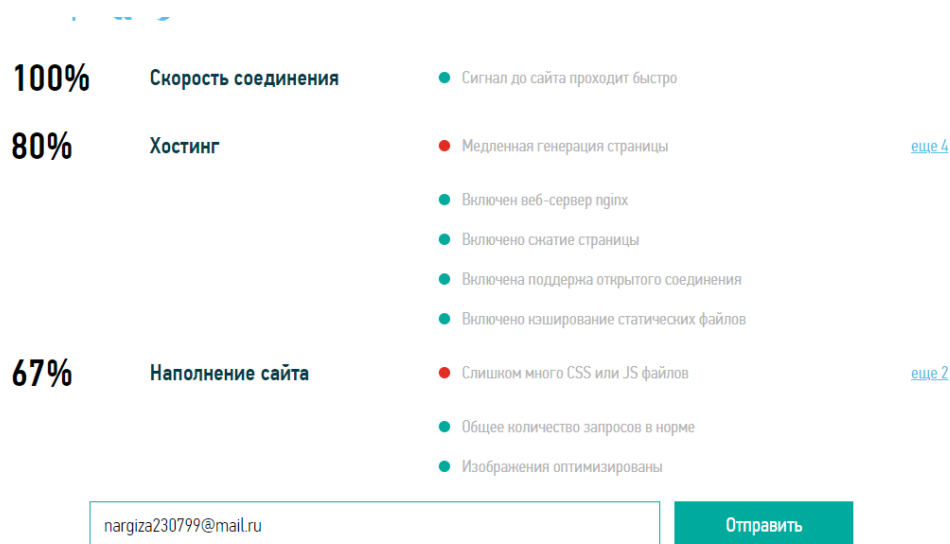 100% Скорость соединения Сигнал до сайта проходит быстро
80% Хостинг Медленная генерация страницы еще 4
Включен веб-сервер nginx
Включено сжатие страницы
Включена поддержа открытого соединения
Включено кэширование статических файлов
67% Наполнение сайта Слишком много CSS или JS файлов еще 2
Общее количество запросов в норме
Изображения оптимизированы
nargiza230799@mail.ru Отправить